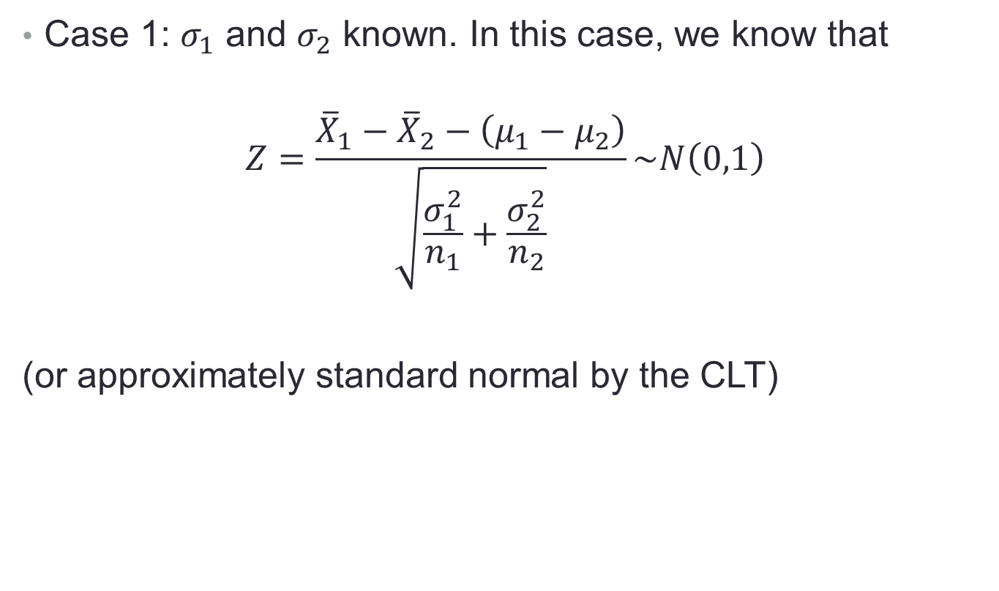 • Case 1: σ₁ and σ₂ known. In this case, we know that
Z = (X̄₁ − X̄₂ − (μ₁ − μ₂)) / √(σ₁²/n₁ + σ₂²/n₂) ~N(0,1)
(or approximately standard normal by the CLT)